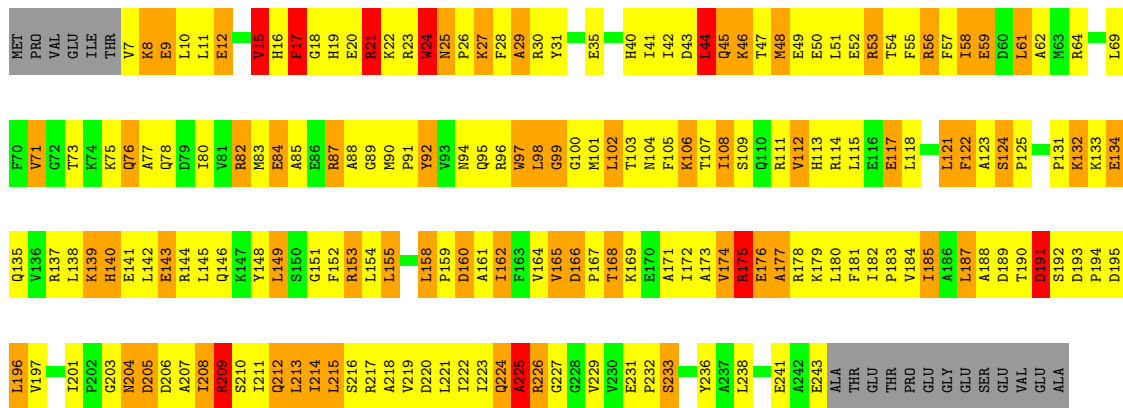 MET PRO VAL GLU ILE THR V7 K8 E9 L10 L11 E12 V15 H16 F17 G18 H19 E20 R21 K22 R23 W24 N25 P26 K27 F28 A29 R30 Y31 E35 H40 I41 I42 D43 L44 Q45 K46 T47 M48 E49 E50 L51 E52 R53 T54 F55 R56 F57 I58 E59 D60 L61 A62 M63 R64 L69
F70 V71 G72 T73 K74 K75 Q76 A77 Q78 D79 I80 V81 R82 M83 E84 A85 E86 R87 A88 G89 M90 P91 Y92 V93 N94 Q95 R96 W97 L98 G99 G100 M101 L102 T103 N104 F105 K106 T107 I108 S109 Q110 R111 V112 H113 R114 L115 E116 E117 L118 L121 F122 A123 S124 P125 P131 K132 K133 E134
Q135 V136 R137 L138 K139 H140 E141 L142 E143 R144 L145 Q146 K147 Y148 L149 S150 G151 F152 R153 L154 L155 L158 P159 D160 A161 I162 F163 V164 V165 D166 P167 T168 K169 E170 A171 I172 A173 V174 R175 E176 A177 R178 K179 L180 F181 I182 P183 V184 I185 A186 L187 A188 D189 T190 D191 S192 D193 P194 D195
L196 V197 I201 P202 G203 N204 D205 D206 A207 I208 R209 S210 I211 Q212 L213 I214 L215 S216 R217 A218 V219 D220 L221 I222 I223 Q224 A225 R226 G227 G228 V229 V230 E231 P232 S233 Y236 A237 L238 E241 A242 E243 ALA THR GLU THR PRO GLU GLY GLU SER GLU VAL GLU ALA